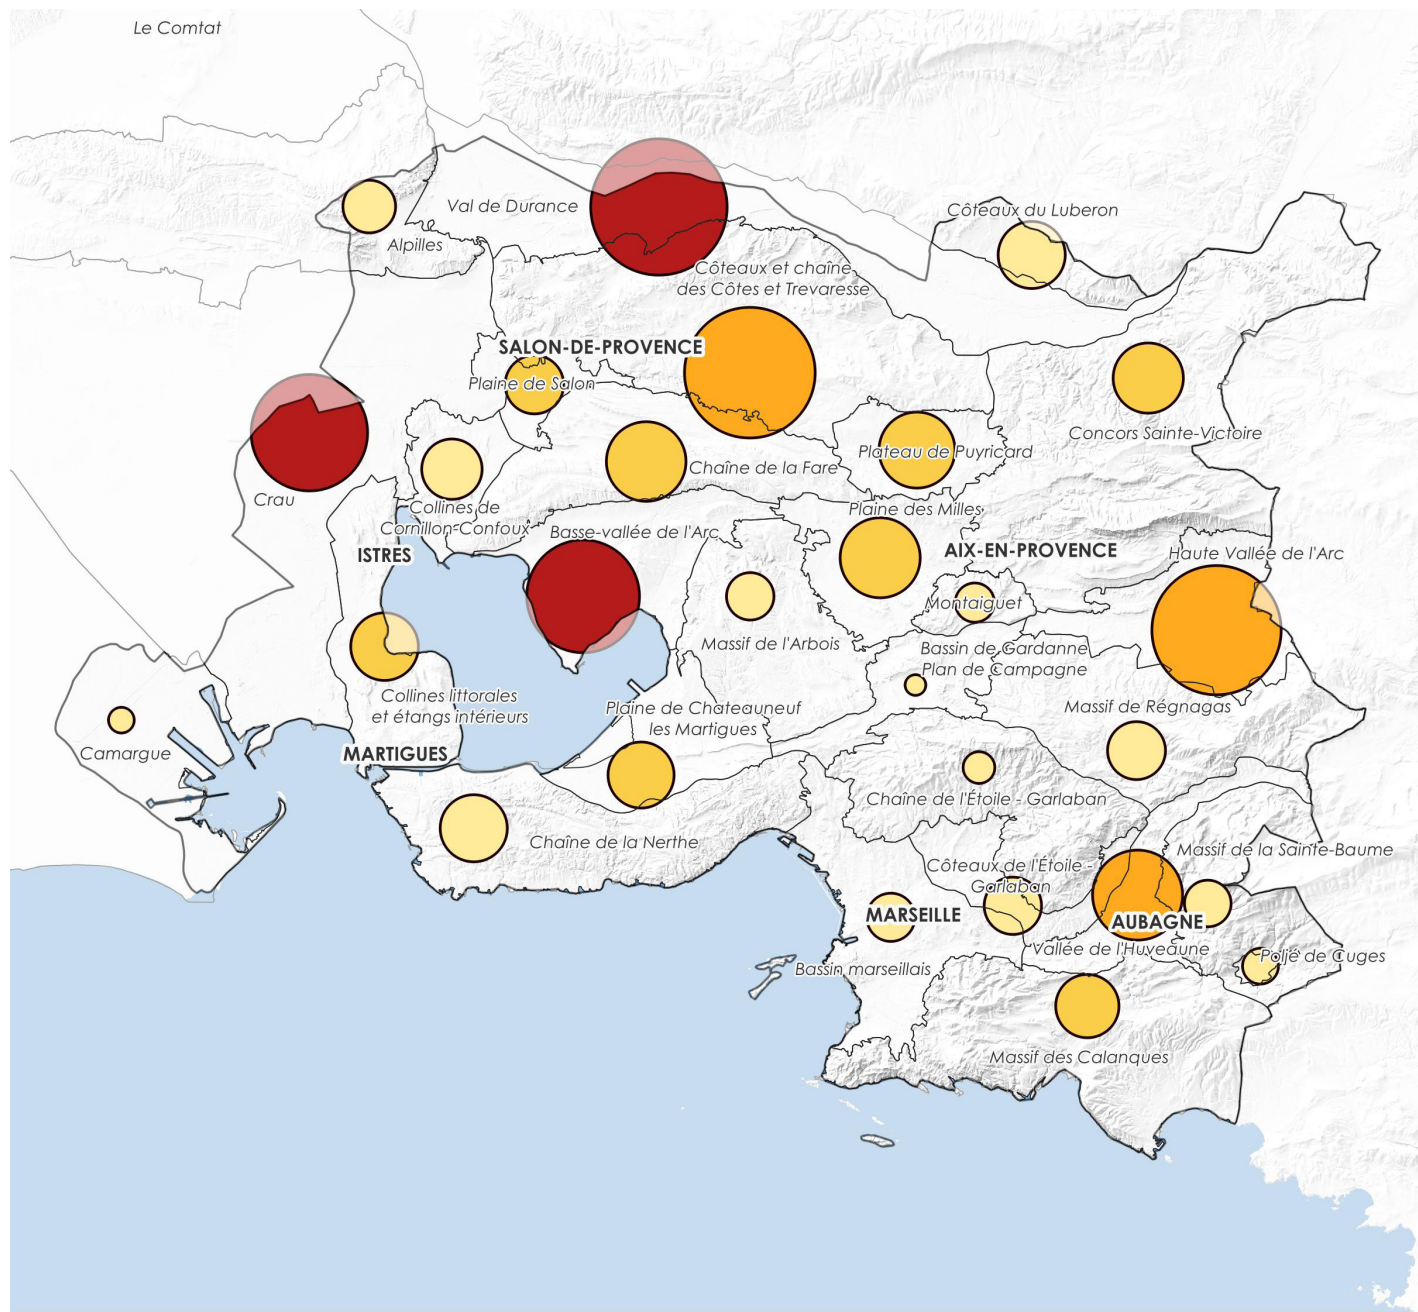 Le Comtat
Val de Durance
Côteaux du Luberon
Alpilles
Côteaux et chaîne
des Côtes et Trevaresse
SALON-DE-PROVENCE
Plaine de Salon
Concors Sainte-Victoire
Plateau de Puyricard
Chaîne de la Fare
Crau
Collines de
Cornillon-Confoux
Plaine des Milles
Basse-vallée de l'Arc
ISTRES
AIX-EN-PROVENCE
Haute Vallée de l'Arc
Montaiguet
Massif de l'Arbois
Bassin de Gardanne
Plan de Campagne
Collines littorales
et étangs intérieurs
Plaine de Chateauneuf
les Martigues
Massif de Régnagas
Camargue
MARTIGUES
Chaîne de l'Étoile - Garlaban
Chaîne de la Nerthe
Massif de la Sainte-Baume
Côteaux de l'Étoile -
Garlaban
MARSEILLE
AUBAGNE
Vallée de l'Huveaune
Poljé de Cuges
Bassin marseillais
Massif des Calanques